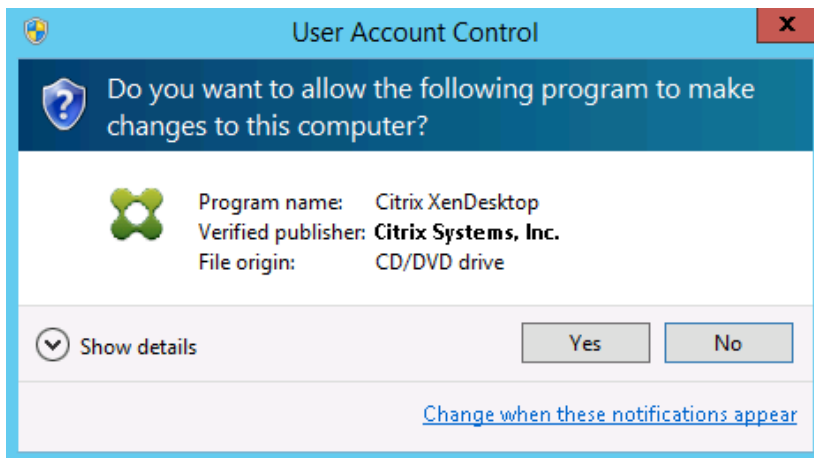 User Account Control
x
Do you want to allow the following program to make
changes to this computer?
Program name: Citrix XenDesktop
Verified publisher: Citrix Systems, Inc.
File origin: CD/DVD drive
Show details
Yes
No
Change when these notifications appear